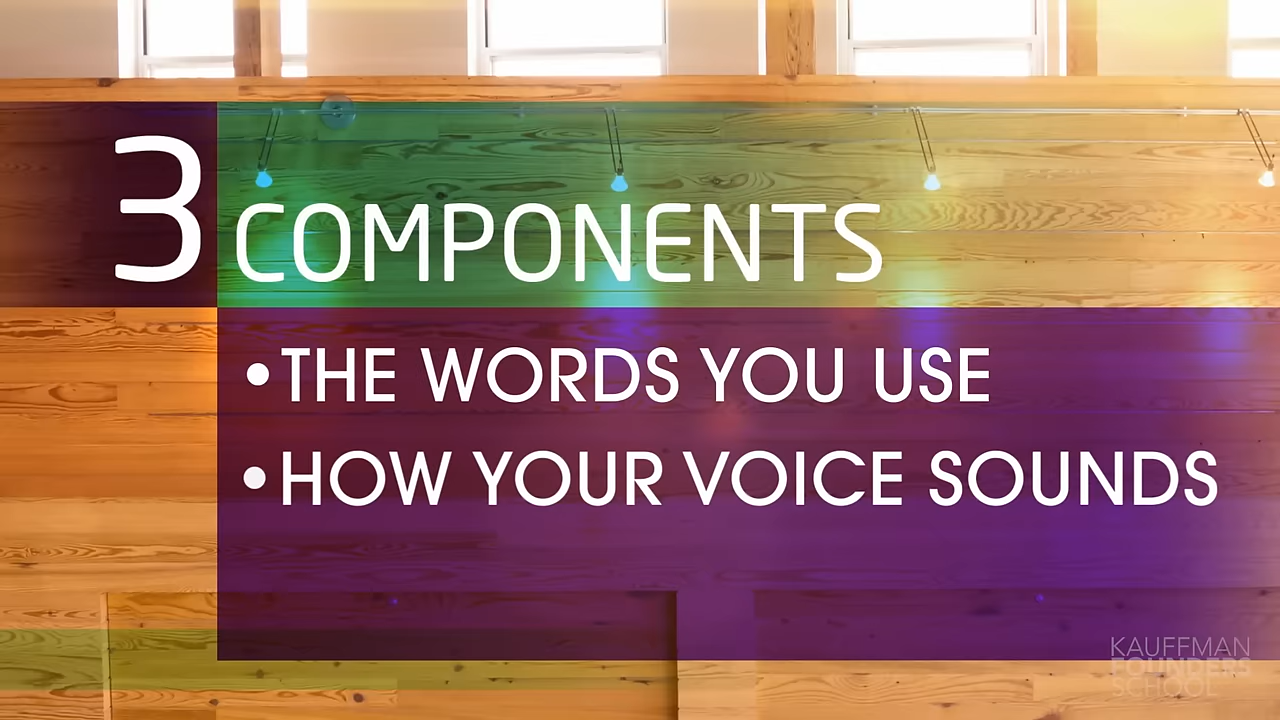 3 COMPONENTS
•THE WORDS YOU USE
•HOW YOUR VOICE SOUNDS
KAUFFMAN
FOUNDERS
SCHOOL